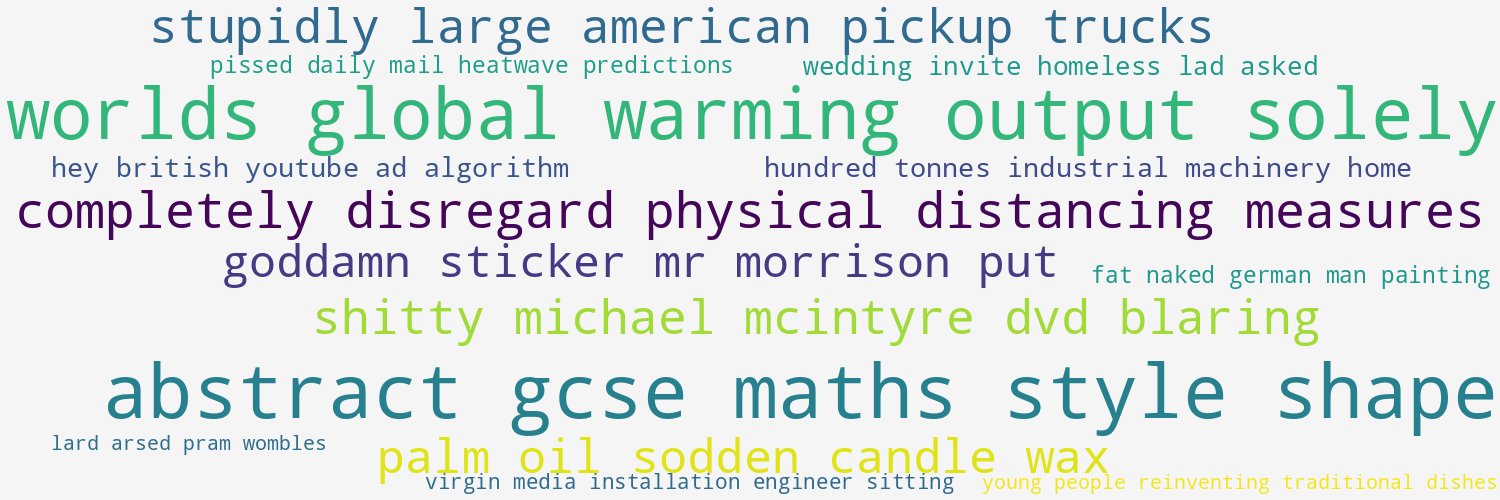 stupidly large american pickup trucks
pissed daily mail heatwave predictions
wedding invite homeless lad asked
worlds global warming output solely
hey british youtube ad algorithm
hundred tonnes industrial machinery home
completely disregard physical distancing measures
goddamn sticker mr morrison put
fat naked german man painting
shitty michael mcintyre dvd blaring
abstract gcse maths style shape
lard arsed pram wombles
palm oil sodden candle wax
virgin media installation engineer sitting
young people reinventing traditional dishes